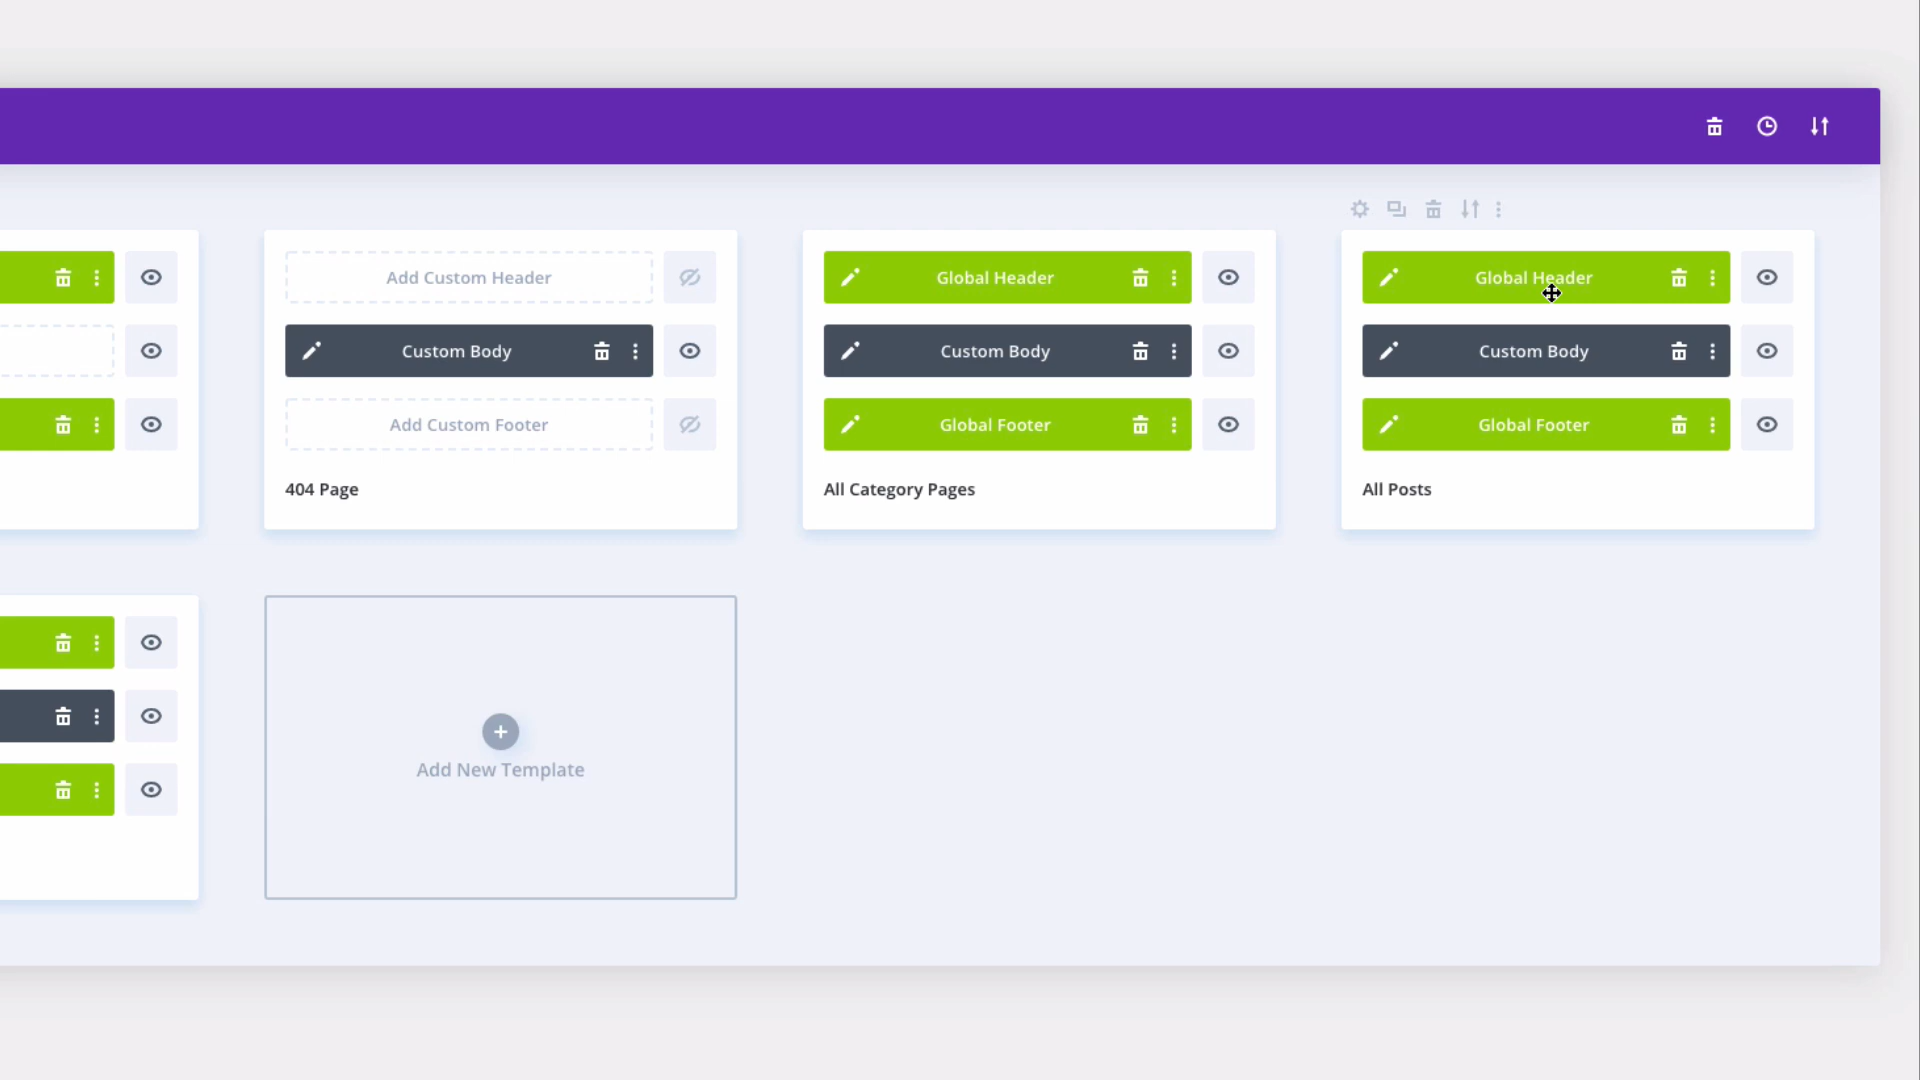 Add Custom Header
Custom Body
Add Custom Footer
404 Page
Global Header
Custom Body
Global Footer
All Category Pages
Global Header
Custom Body
Global Footer
All Posts
Add New Template